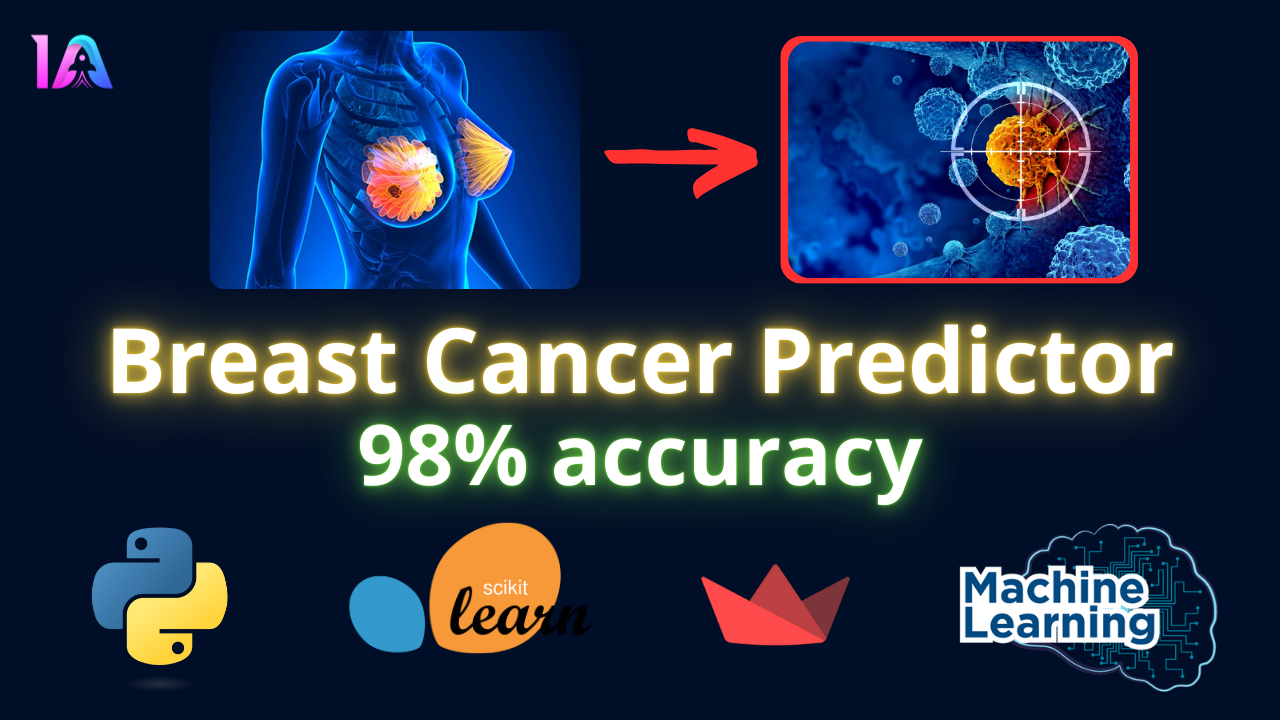 1A
Breast Cancer Predictor
98% accuracy
scikit
learn
Machine
Learning